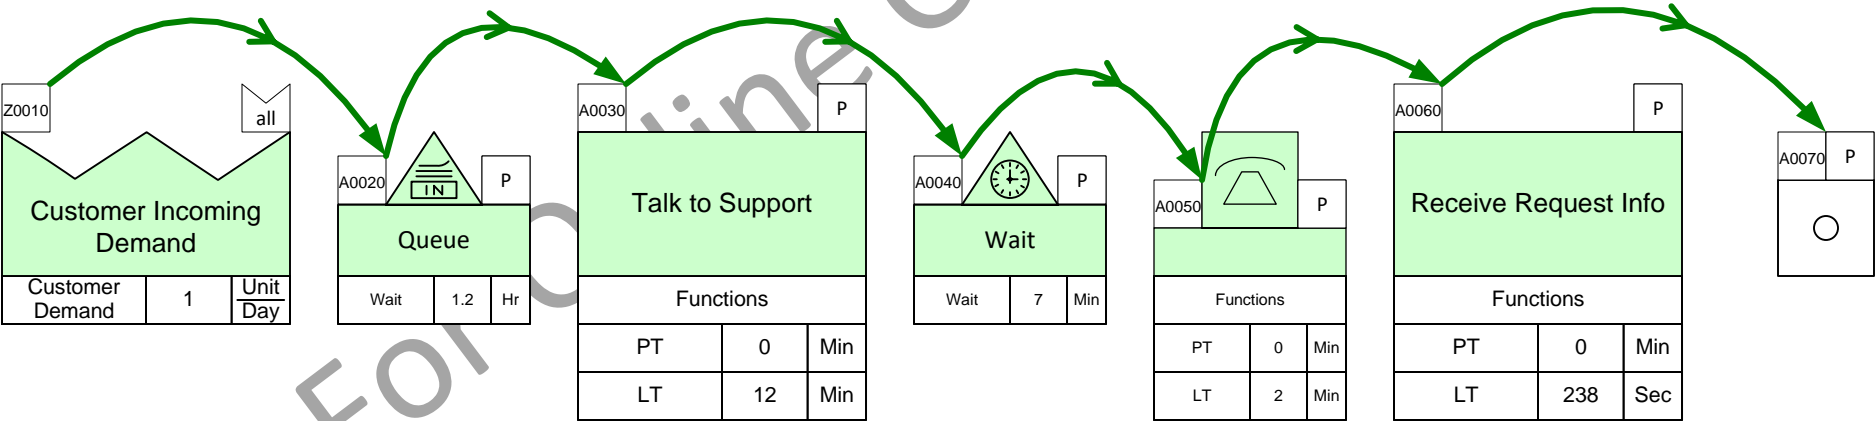 Z0010
all
Customer Incoming
Demand
Customer
Demand
1
Unit
Day
A0020
IN
P
Queue
Wait
1.2
Hr
A0030
P
Talk to Support
Functions
PT
0
Min
LT
12
Min
A0040
P
Wait
Wait
7
Min
A0050
P
Functions
PT
0
Min
LT
2
Min
A0060
P
Receive Request Info
Functions
PT
0
Min
LT
238
Sec
A0070
P
For